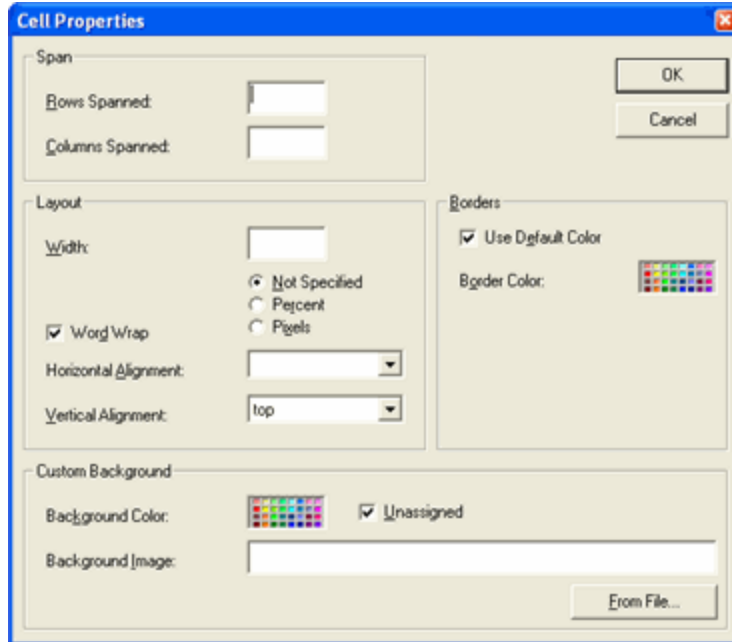 Cell Properties
Span
Rows Spanned:
Columns Spanned:
OK
Cancel
Layout
Width:
Not Specified
Percent
Pixels
Word Wrap
Horizontal Alignment:
Vertical Alignment:
top
Borders
Use Default Color
Border Color:
Custom Background
Background Color:
Unassigned
Background Image:
From File...